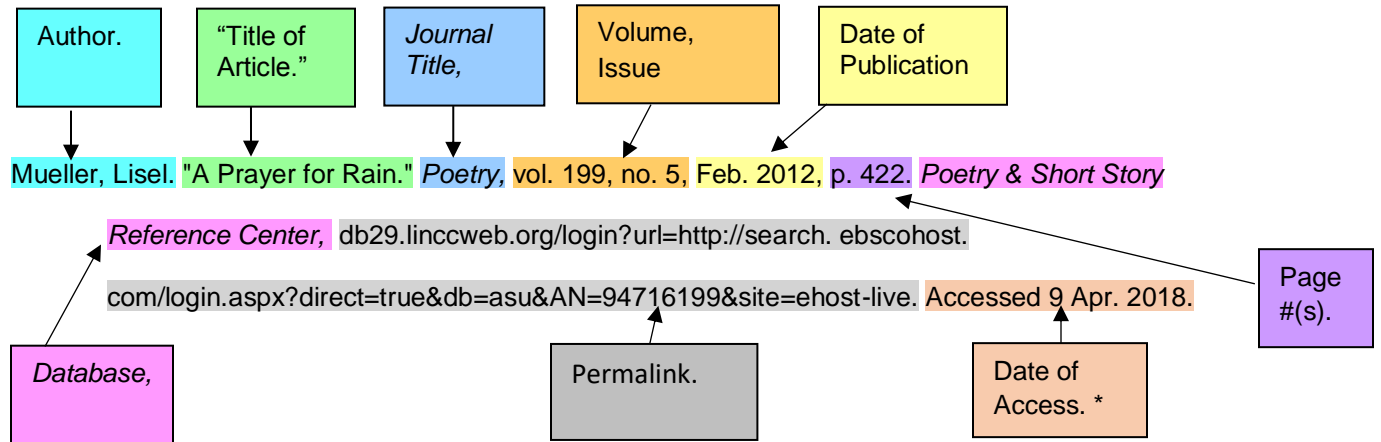 Author.
“Title of
Article.”
Journal
Title,
Volume,
Issue
Date of
Publication
Mueller, Lisel. "A Prayer for Rain." Poetry, vol. 199, no. 5, Feb. 2012, p. 422. Poetry & Short Story
Reference Center, db29.linccweb.org/login?url=http://search. ebscohost.
com/login.aspx?direct=true&db=asu&AN=94716199&site=ehost-live. Accessed 9 Apr. 2018.
Page
#(s).
Database,
Permalink.
Date of
Access. *